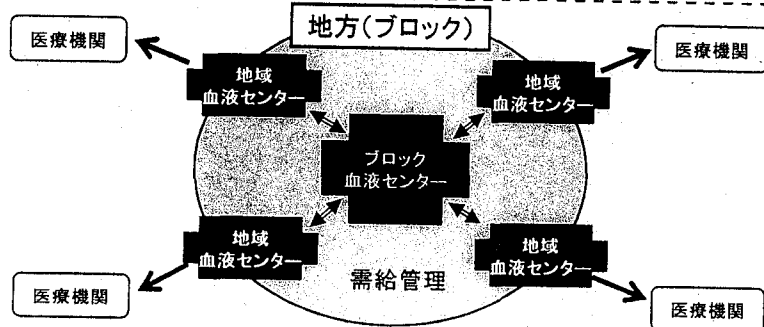 地方(ブロック)
医療機関
医療機関
地域
血液センター
地域
血液センター
ブロック
血液センター
地域
血液センター
地域
血液センター
需給管理
医療機関
医療機関